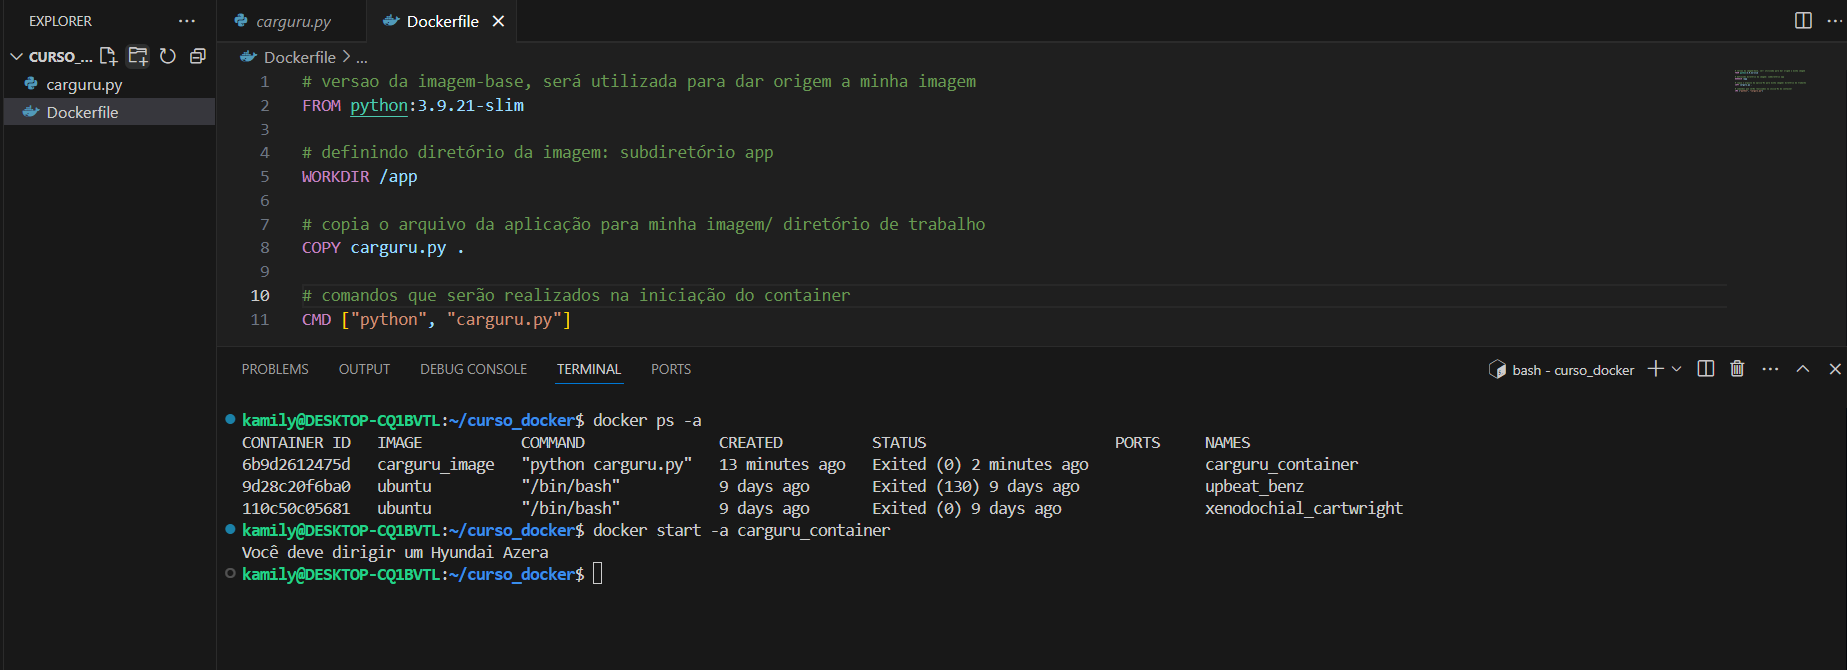 EXPLORER
CURSO_...
carguru.py
Dockerfile
carguru.py
Dockerfile
Dockerfile > ...
1 # versao da imagem-base, será utilizada para dar origem a minha imagem
2 FROM python:3.9.21-slim
3
4 # definindo diretório da imagem: subdiretório app
5 WORKDIR /app
6
7 # copia o arquivo da aplicação para minha imagem/ diretório de trabalho
8 COPY carguru.py .
9
10 # comandos que serão realizados na iniciação do container
11 CMD ["python", "carguru.py"]
PROBLEMS OUTPUT DEBUG CONSOLE TERMINAL PORTS
bash - curso_docker
kamily@DESKTOP-CQ1BVTL:~/curso_docker$ docker ps -a
CONTAINER ID IMAGE COMMAND CREATED STATUS PORTS NAMES
6b9d2612475d carguru_image "python carguru.py" 13 minutes ago Exited (0) 2 minutes ago carguru_container
9d28c20f6ba0 ubuntu "/bin/bash" 9 days ago Exited (130) 9 days ago upbeat_benz
110c50c05681 ubuntu "/bin/bash" 9 days ago Exited (0) 9 days ago xenodochial_cartwright
kamily@DESKTOP-CQ1BVTL:~/curso_docker$ docker start -a carguru_container
Você deve dirigir um Hyundai Azera
kamily@DESKTOP-CQ1BVTL:~/curso_docker$